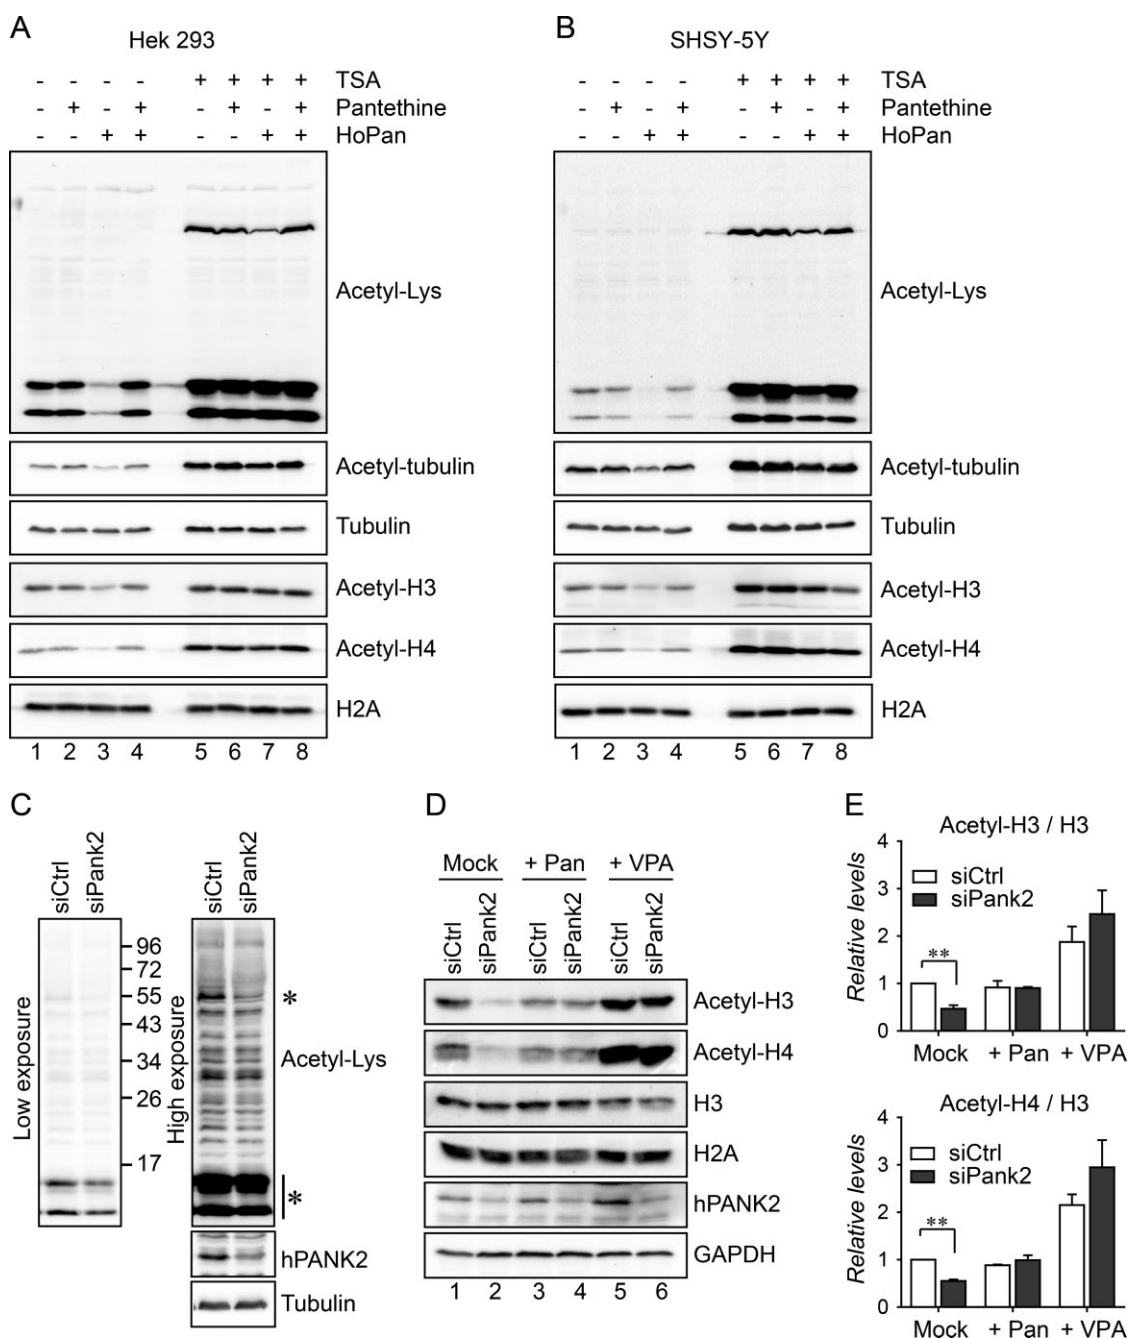 A
Hek 293
- - - - + + + + TSA
- + - + - + - + Pantethine
- - + + - - + + HoPan
Acetyl-Lys
Acetyl-tubulin
Tubulin
Acetyl-H3
Acetyl-H4
H2A
1 2 3 4 5 6 7 8
B
SHSY-5Y
- - - - + + + + TSA
- + - + - + - + Pantethine
- - + + - - + + HoPan
Acetyl-Lys
Acetyl-tubulin
Tubulin
Acetyl-H3
Acetyl-H4
H2A
1 2 3 4 5 6 7 8
C
siCtrl
siPank2
Low exposure
96
72
55
43
34
26
17
siCtrl
siPank2
High exposure
*
Acetyl-Lys
*
hPANK2
Tubulin
D
Mock + Pan + VPA
siCtrl
siPank2
siCtrl
siPank2
siCtrl
siPank2
Acetyl-H3
Acetyl-H4
H3
H2A
hPANK2
GAPDH
1 2 3 4 5 6
E
Acetyl-H3 / H3
Relative levels
4
3
2
1
0
siCtrl
siPank2
**
Mock + Pan + VPA
Acetyl-H4 / H3
Relative levels
4
3
2
1
0
siCtrl
siPank2
**
Mock + Pan + VPA